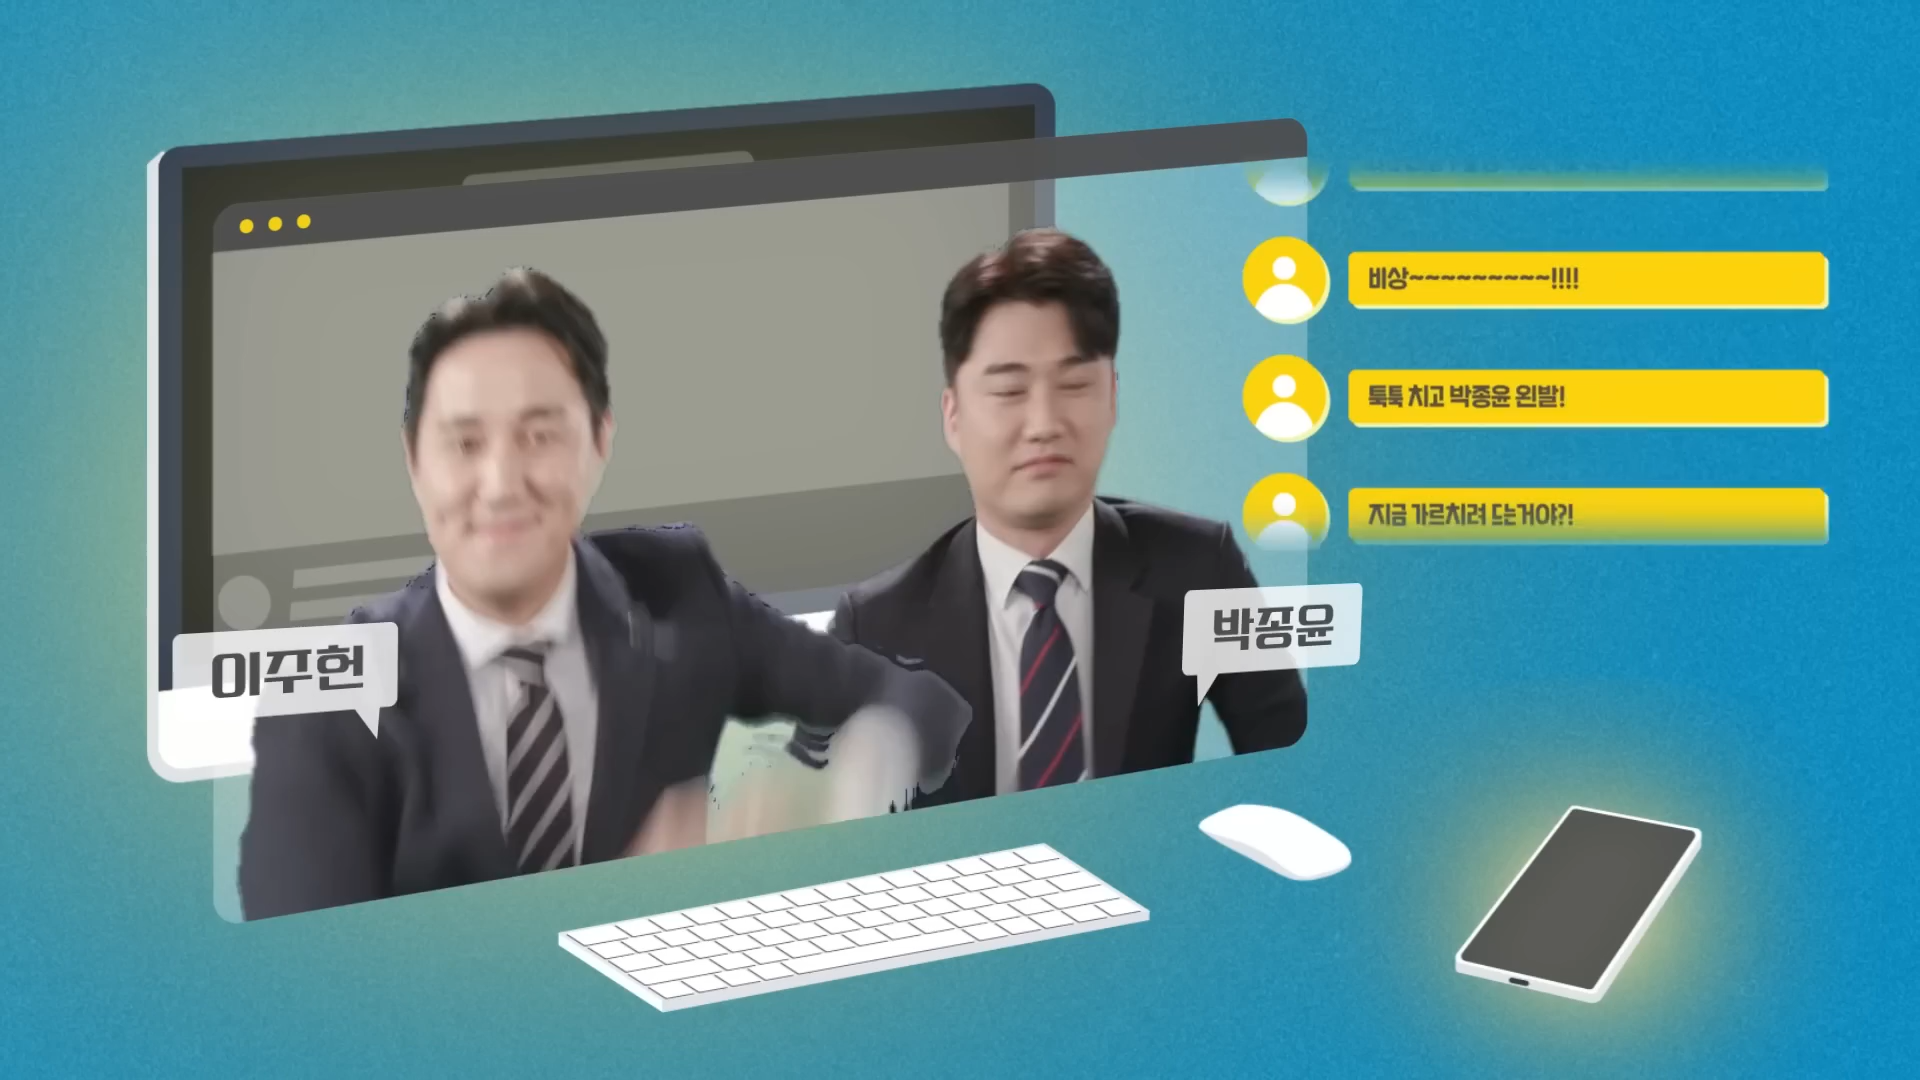 비상~~~~~~~~~!!!!
툭툭 치고 박종윤 왼발!
지금 가르치려 드는거야?!
이주헌
박종윤